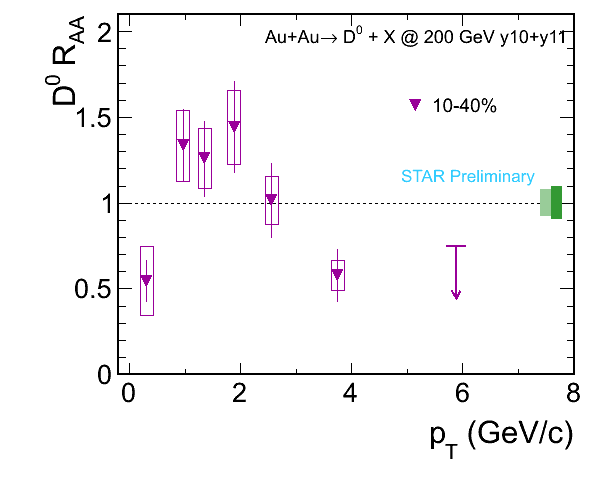 D⁰ R_AA
2
1.5
1
0.5
0
Au+Au→ D⁰ + X @ 200 GeV y10+y11
10-40%
STAR Preliminary
0 2 4 6 8
p_T (GeV/c)